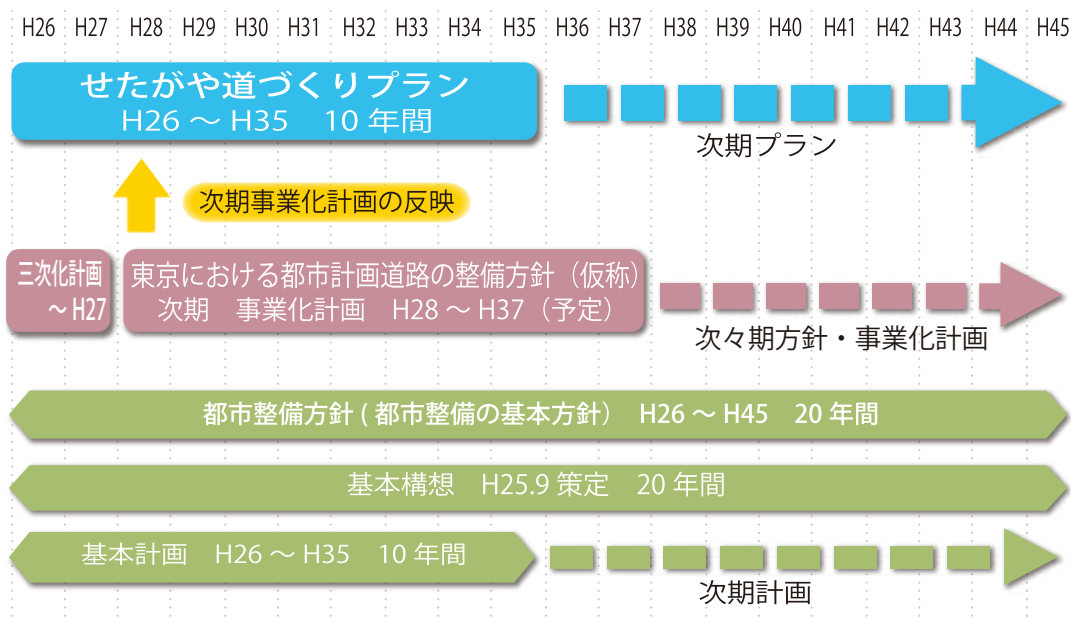 H26 H27 H28 H29 H30 H31 H32 H33 H34 H35 H36 H37 H38 H39 H40 H41 H42 H43 H44 H45
せたがや道づくりプラン
H26 ~ H35　10 年間
次期プラン
次期事業化計画の反映
三次化計画
~ H27
東京における都市計画道路の整備方針（仮称）
次期　事業化計画　H28 ~ H37（予定）
次々期方針・事業化計画
都市整備方針 ( 都市整備の基本方針）　H26 ~ H45　20 年間
基本構想　H25.9 策定　20 年間
基本計画　H26 ~ H35　10 年間
次期計画